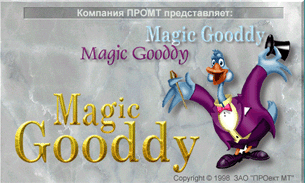 Компания ПРОМТ представляет:
Magic Gooddy
Magic Gooddy
Magic
Gooddy
Copyright © 1998 ЗАО "ПРОект МТ"